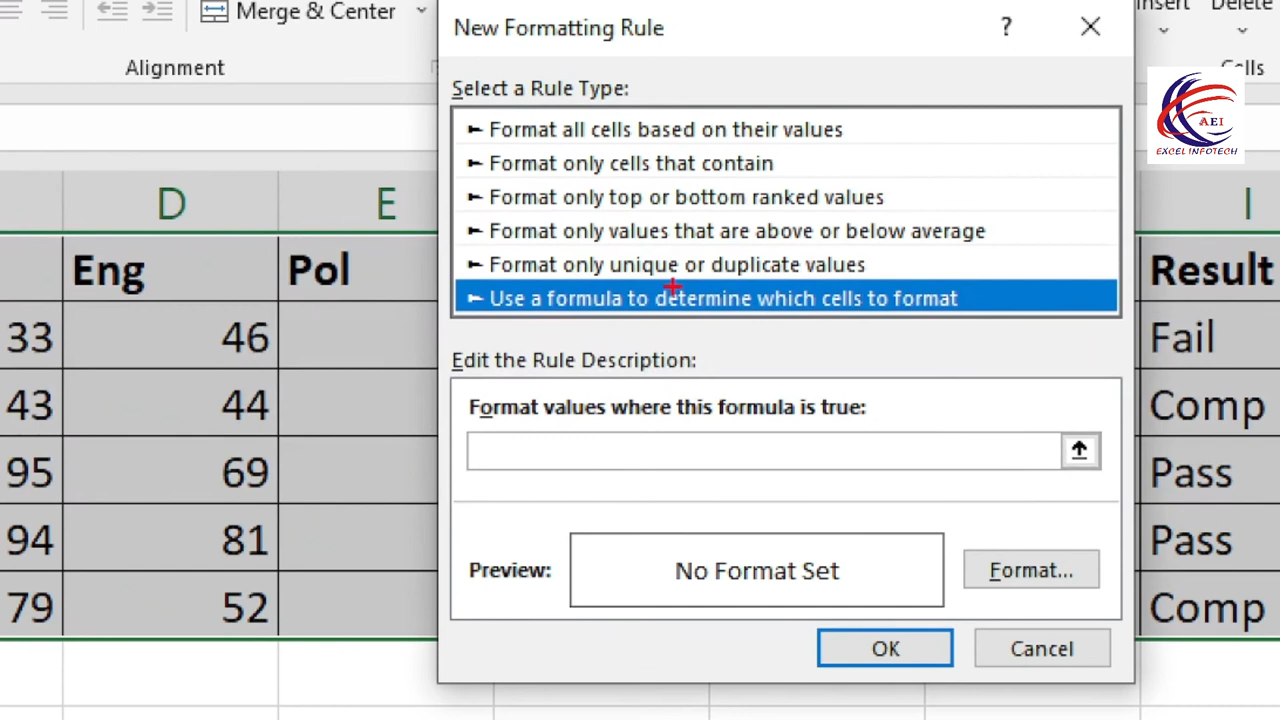 Merge & Center
Insert
Delete
Alignment
Cells
New Formatting Rule
?
Select a Rule Type:
► Format all cells based on their values
► Format only cells that contain
► Format only top or bottom ranked values
► Format only values that are above or below average
► Format only unique or duplicate values
► Use a formula to determine which cells to format
Edit the Rule Description:
Format values where this formula is true:
Preview:
No Format Set
Format...
OK
Cancel
AEI
EXCEL INFOTECH
D E I
Eng Pol Result
33 46 Fail
43 44 Comp
95 69 Pass
94 81 Pass
79 52 Comp